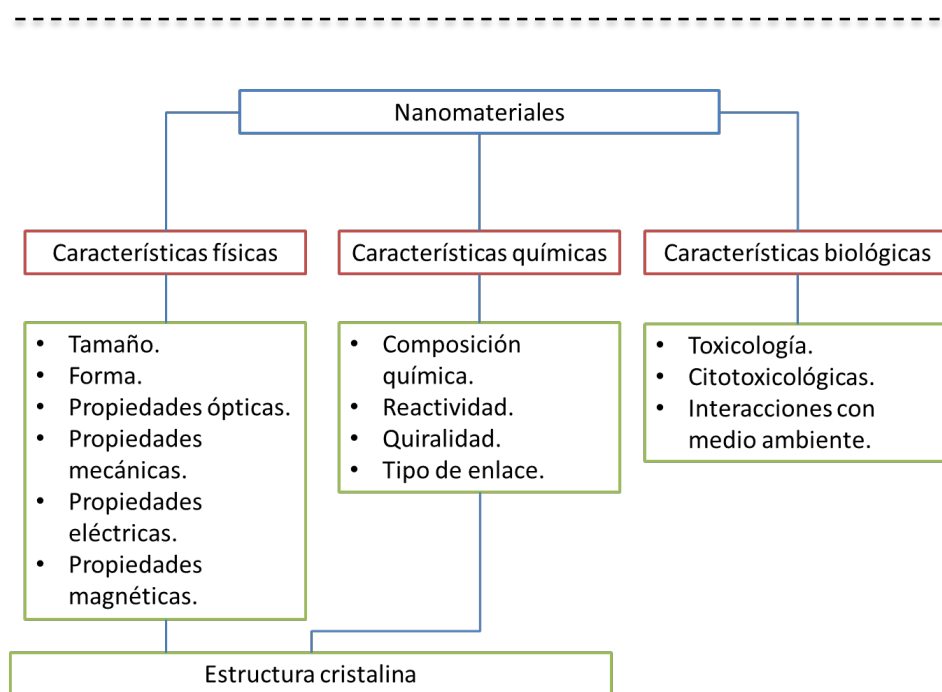 Nanomateriales
Características físicas
Características químicas
Características biológicas
• Tamaño.
• Forma.
• Propiedades ópticas.
• Propiedades
mecánicas.
• Propiedades
eléctricas.
• Propiedades
magnéticas.
• Composición
química.
• Reactividad.
• Quiralidad.
• Tipo de enlace.
• Toxicología.
• Citotoxicológicas.
• Interacciones con
medio ambiente.
Estructura cristalina